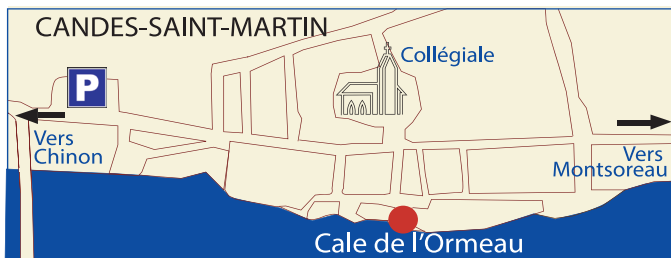 CANDES-SAINT-MARTIN
Collégiale
P
Vers
Chinon
Vers
Montsoreau
Cale de l'Ormeau